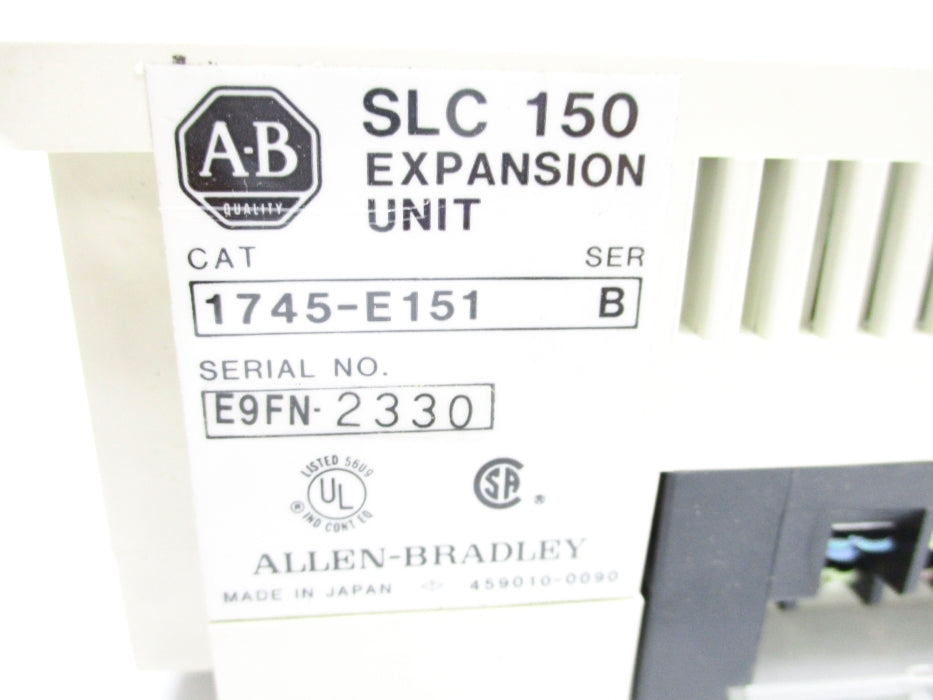 A-B
QUALITY
SLC 150
EXPANSION
UNIT
CAT SER
1745-E151 B
SERIAL NO.
E9FN-2330
LISTED 56U9
UL
® IND CONT EQ
SA ®
ALLEN-BRADLEY
MADE IN JAPAN 459010-0090